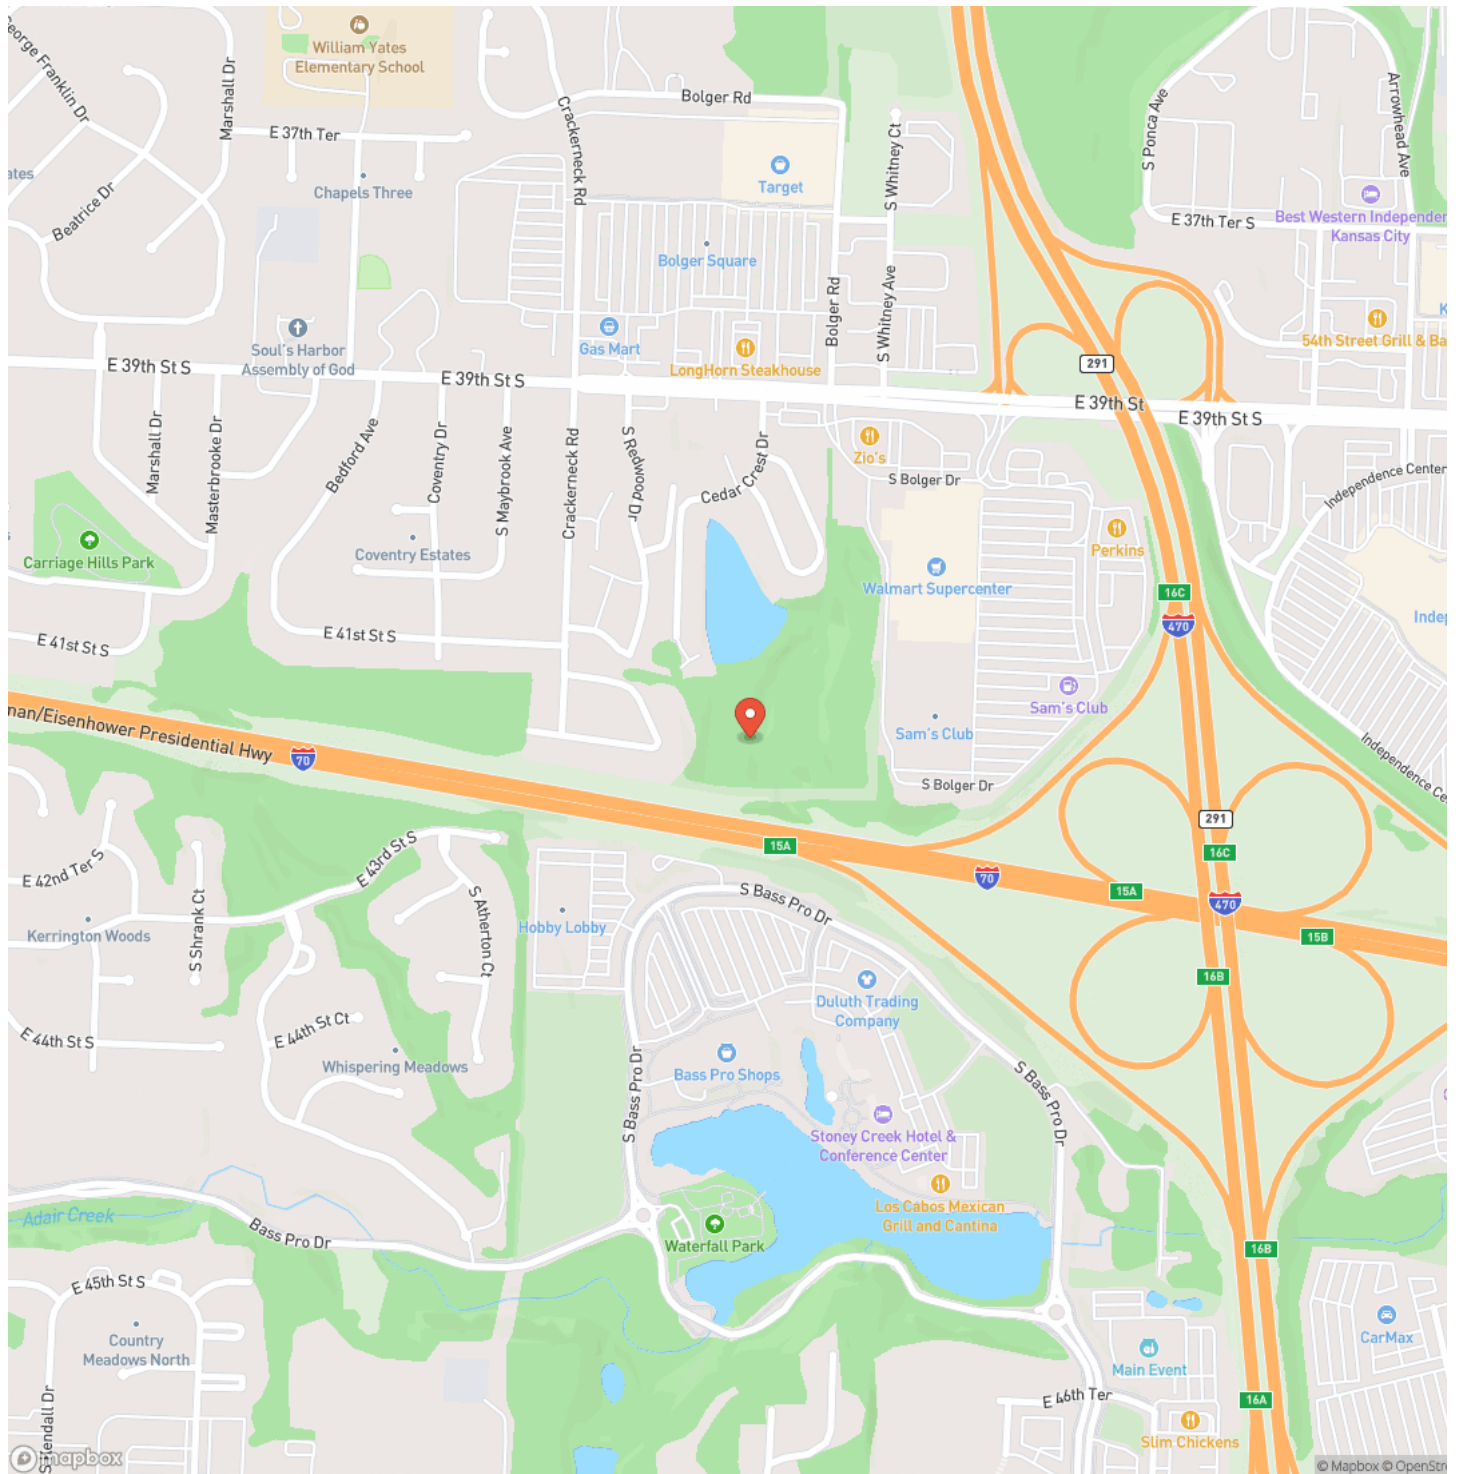 William Yates
Elementary School
George Franklin Dr
Marshall Dr
Bolger Rd
Crackerneck Rd
E 37th Ter
S Ponca Ave
Arrowhead Ave
S Whitney Ct
Target
ates
Beatrice Dr
Chapels Three
E 37th Ter S
Best Western Independen
Kansas City
Bolger Square
Bolger Rd
S Whitney Ave
Soul's Harbor
Assembly of God
Gas Mart
LongHorn Steakhouse
54th Street Grill & Ba
K
291
E 39th St S
E 39th St S
E 39th St
E 39th St S
Marshall Dr
Masterbrooke Dr
Bedford Ave
Coventry Dr
S Maybrook Ave
Crackerneck Rd
S Redwood Dr
Cedar Crest Dr
Zio's
S Bolger Dr
Independence Center
Carriage Hills Park
Coventry Estates
Perkins
Walmart Supercenter
16C
470
Indep
E 41st St S
E 41st St S
Sam's Club
Sam's Club
nan/Eisenhower Presidential Hwy
70
S Bolger Dr
Independence Ce
291
15A
16C
E 42nd Ter S
E 43rd St S
S Shrank Ct
S Atherton Ct
S Bass Pro Dr
70
15A
470
15B
Kerrington Woods
Hobby Lobby
16B
Duluth Trading
Company
E 44th St S
E 44th St Ct
Whispering Meadows
S Bass Pro Dr
Bass Pro Shops
S Bass Pro Dr
Stoney Creek Hotel &
Conference Center
Los Cabos Mexican
Grill and Cantina
Adair Creek
Bass Pro Dr
Waterfall Park
16B
E 45th St S
Country
Meadows North
CarMax
Main Event
S Kendall Dr
E 46th Ter
16A
Slim Chickens
mapbox
© Mapbox © OpenStre